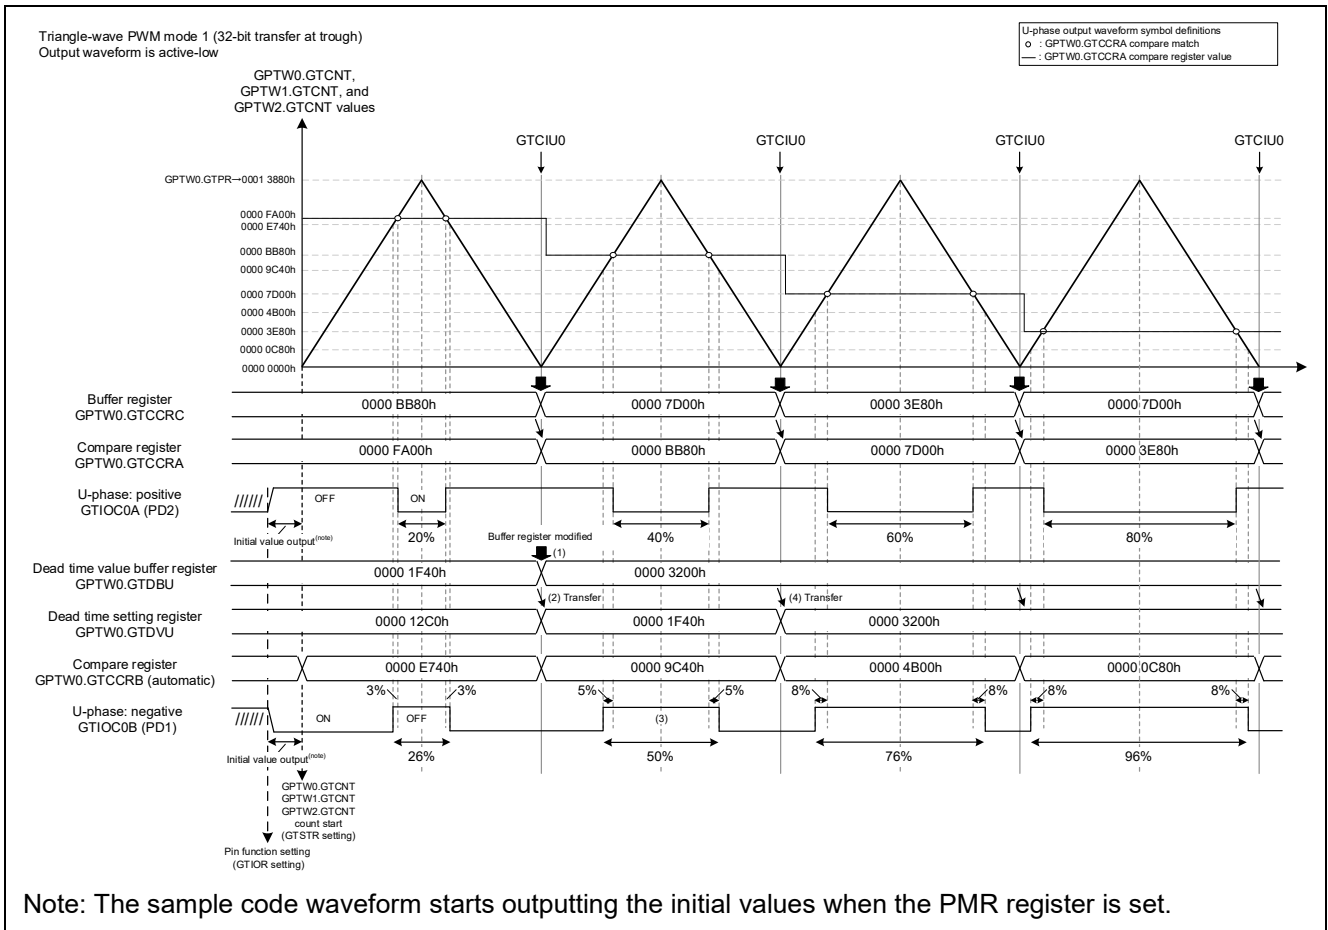 Triangle-wave PWM mode 1 (32-bit transfer at trough)
Output waveform is active-low
U-phase output waveform symbol definitions
: GPTW0.GTCCRA compare match
: GPTW0.GTCCRA compare register value
GPTW0.GTCNT,
GPTW1.GTCNT, and
GPTW2.GTCNT values
GTCIU0 GTCIU0 GTCIU0 GTCIU0
GPTW0.GTPR→0001 3880h
0000 FA00h
0000 E740h
0000 BB80h
0000 9C40h
0000 7D00h
0000 4B00h
0000 3E80h
0000 0C80h
0000 0000h
Buffer register
GPTW0.GTCCRC
0000 BB80h 0000 7D00h 0000 3E80h 0000 7D00h
Compare register
GPTW0.GTCCRA
0000 FA00h 0000 BB80h 0000 7D00h 0000 3E80h
U-phase: positive
GTIOC0A (PD2)
OFF ON
Initial value output(note)
20% 40% 60% 80%
Buffer register modified
(1)
Dead time value buffer register
GPTW0.GTDBU
0000 1F40h 0000 3200h
(2) Transfer (4) Transfer
Dead time setting register
GPTW0.GTDVU
0000 12C0h 0000 1F40h 0000 3200h
Compare register
GPTW0.GTCCRB (automatic)
0000 E740h 0000 9C40h 0000 4B00h 0000 0C80h
3% 3% 5% 5% 8% 8% 8% 8%
U-phase: negative
GTIOC0B (PD1)
ON OFF (3)
Initial value output(note)
26% 50% 76% 96%
GPTW0.GTCNT
GPTW1.GTCNT
GPTW2.GTCNT
count start
(GTSTR setting)
Pin function setting
(GTIOR setting)
Note: The sample code waveform starts outputting the initial values when the PMR register is set.